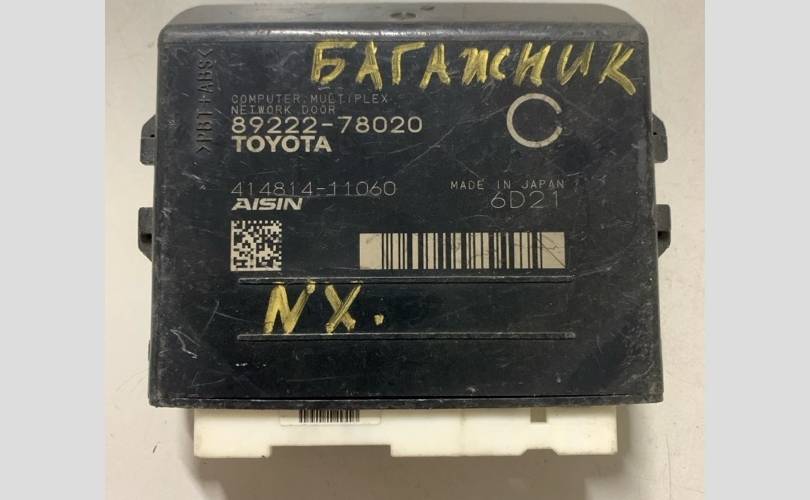 БАГАЖНИК
>PBT+ABS<
COMPUTER, MULTIPLEX
NETWORK DOOR
89222-78020
TOYOTA
C
414814-11060
MADE IN JAPAN
AISIN
6D21
NX.